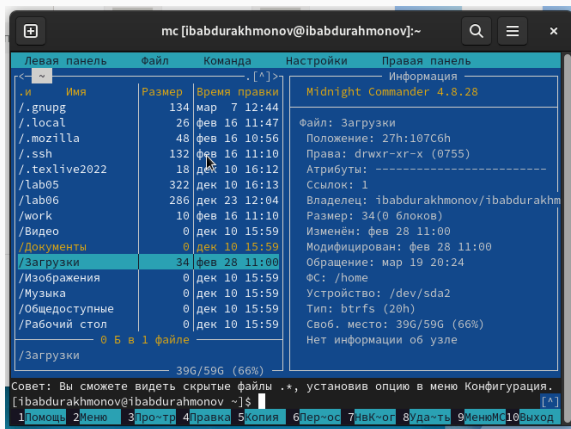 mc [ibabdurakhmonov@ibabdurahmonov]:~
Левая панель Файл Команда Настройки Правая панель
<─ ~ .[^]>
.и Имя Размер Время правки
/.gnupg 134 мар 7 12:44
/.local 26 фев 16 11:47
/.mozilla 48 фев 16 10:56
/.ssh 132 фев 16 11:10
/.texlive2022 18 дек 10 16:12
/lab05 322 дек 10 16:13
/lab06 286 дек 23 12:04
/work 10 фев 16 11:10
/Видео 0 дек 10 15:59
/Документы 0 дек 10 15:59
/Загрузки 34 фев 28 11:00
/Изображения 0 дек 10 15:59
/Музыка 0 дек 10 15:59
/Общедоступные 0 дек 10 15:59
/Рабочий стол 0 дек 10 15:59
0 Б в 1 файле
/Загрузки
39G/59G (66%)
Информация
Midnight Commander 4.8.28
Файл: Загрузки
Положение: 27h:107C6h
Права: drwxr-xr-x (0755)
Атрибуты: -------------------------
Ссылок: 1
Владелец: ibabdurakhmonov/ibabdurakhm
Размер: 34(0 блоков)
Изменён: фев 28 11:00
Модифицирован: фев 28 11:00
Обращение: мар 19 20:24
ФС: /home
Устройство: /dev/sda2
Тип: btrfs (20h)
Своб. место: 39G/59G (66%)
Нет информации об узле
Совет: Вы сможете видеть скрытые файлы .*, установив опцию в меню Конфигурация.
[ibabdurakhmonov@ibabdurahmonov ~]$ [^]
1Помощь 2Меню 3Про~тр 4Правка 5Копия 6Пер~ос 7НвК~ог 8Уда~ть 9МенюMC 10Выход